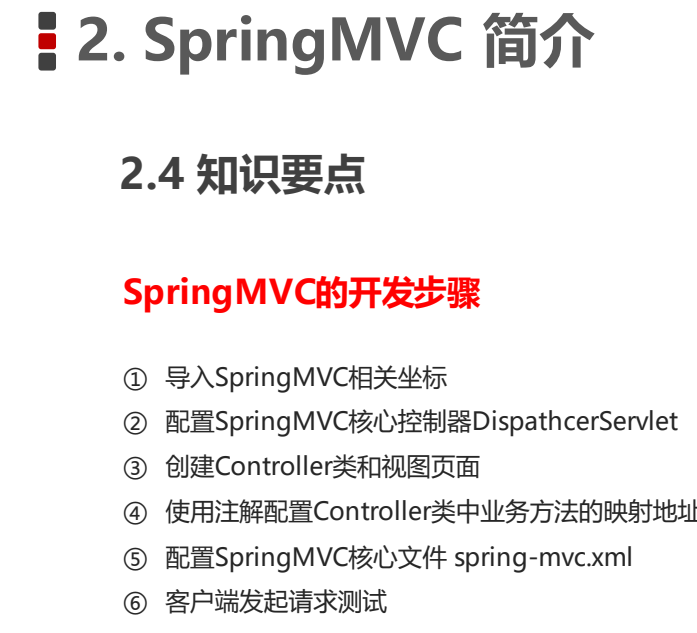 2. SpringMVC 简介
2.4 知识要点
SpringMVC的开发步骤
① 导入SpringMVC相关坐标
② 配置SpringMVC核心控制器DispathcerServlet
③ 创建Controller类和视图页面
④ 使用注解配置Controller类中业务方法的映射地址
⑤ 配置SpringMVC核心文件 spring-mvc.xml
⑥ 客户端发起请求测试